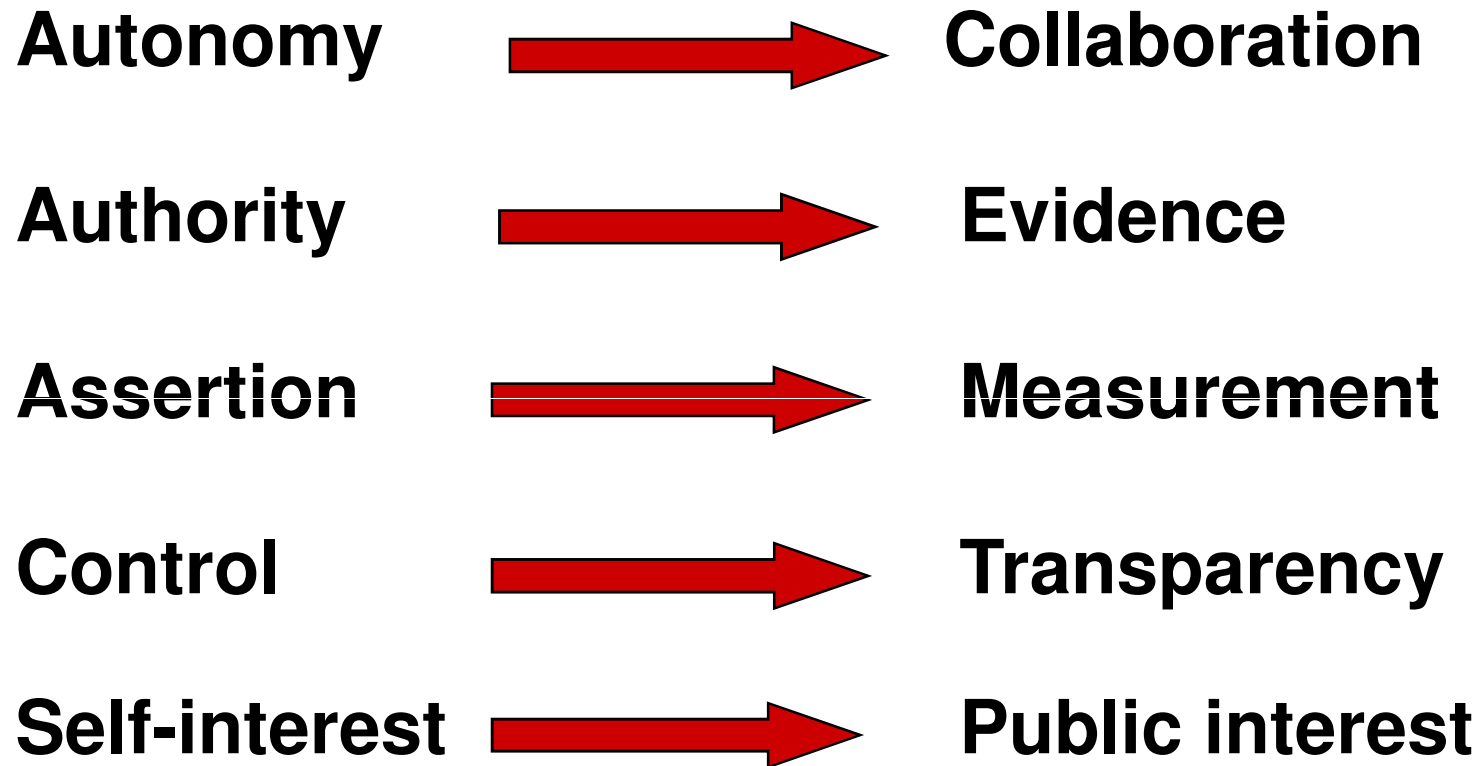 Autonomy Collaboration
Authority Evidence
Assertion Measurement
Control Transparency
Self-interest Public interest